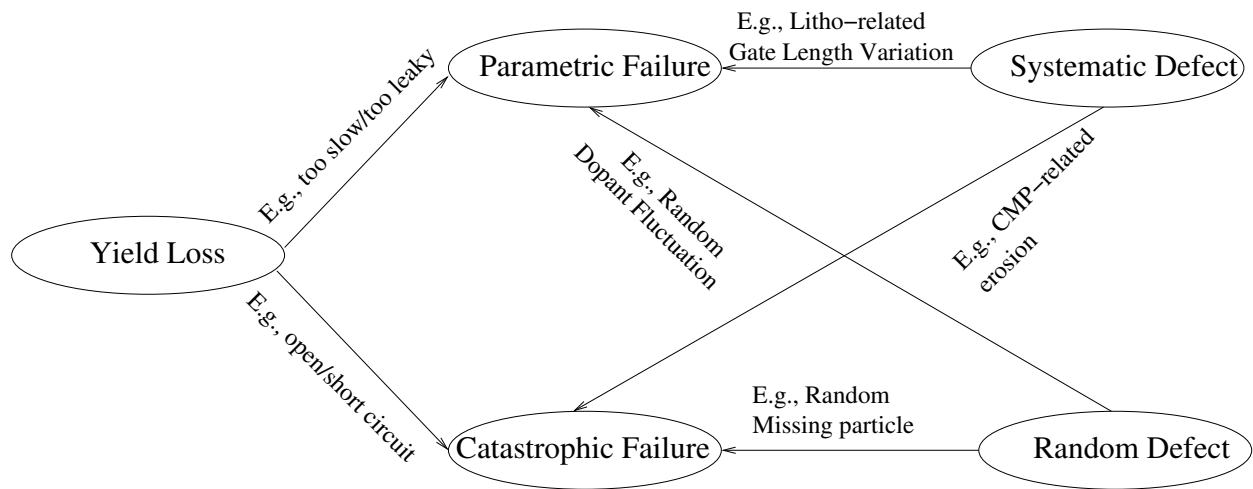 E.g., Litho−related
Gate Length Variation
Parametric Failure
Systematic Defect
E.g., too slow/too leaky
E.g., Random
Dopant Fluctuation
E.g., CMP−related
erosion
Yield Loss
E.g., open/short circuit
E.g., Random
Missing particle
Catastrophic Failure
Random Defect